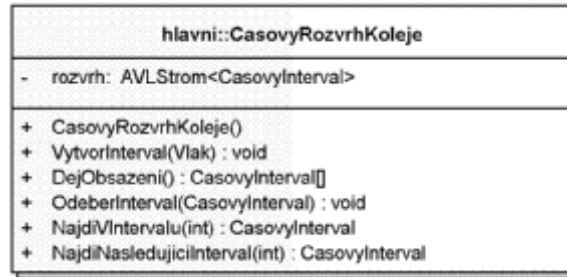 hlavni::CasovyRozvrhKoleje
- rozvrh: AVLStrom<CasovyInterval>
+ CasovyRozvrhKoleje()
+ VytvorInterval(Vlak) : void
+ DejObsazeni() : CasovyInterval[]
+ OdeberInterval(CasovyInterval) : void
+ NajdiVIntervalu(int) : CasovyInterval
+ NajdiNasledujiciInterval(int) : CasovyInterval